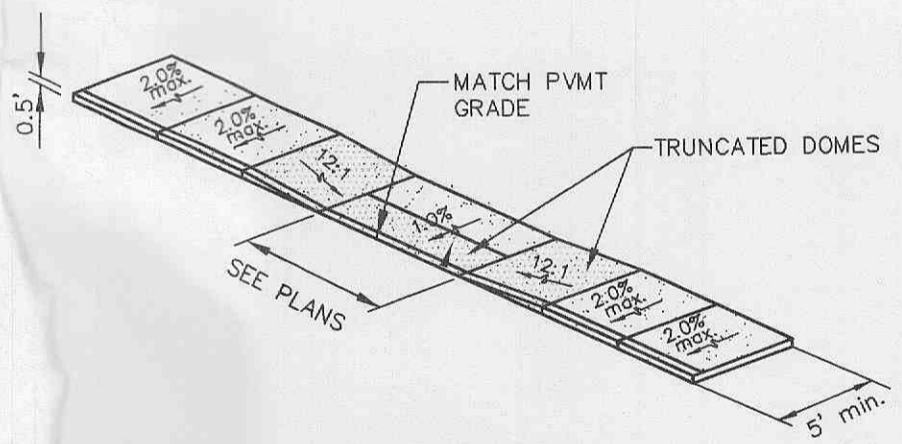 0.5'
2.0%
max.
2.0%
max.
12:1
MATCH PVMT
GRADE
TRUNCATED DOMES
1.0%
12:1
SEE PLANS
2.0%
max.
2.0%
max.
5' min.